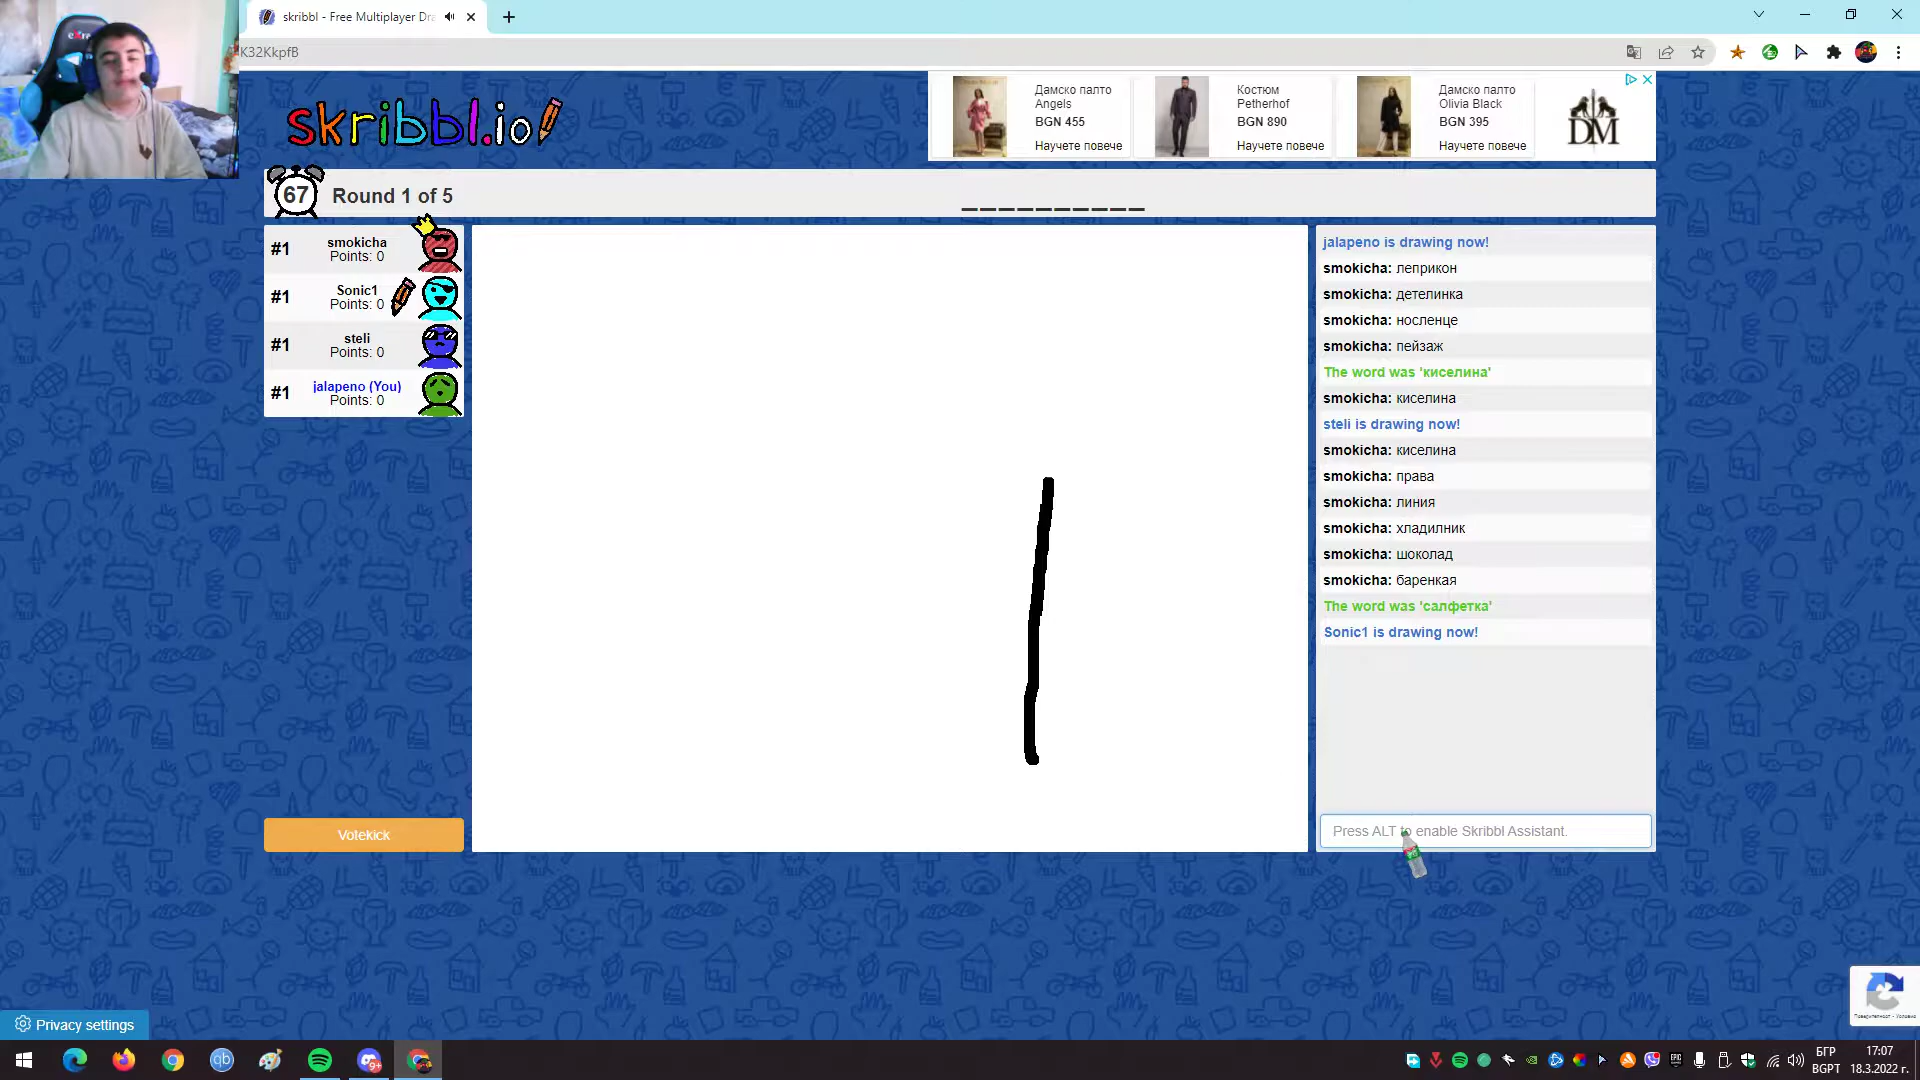 skribbl - Free Multiplayer Dra
K32KkpfB
skribbl.io
Дамско палто
Angels
BGN 455
Научете повече
Костюм
Petherhof
BGN 890
Научете повече
Дамско палто
Olivia Black
BGN 395
Научете повече
DM
67
Round 1 of 5
__________
#1
smokicha
Points: 0
#1
Sonic1
Points: 0
#1
steli
Points: 0
#1
jalapeno (You)
Points: 0
Votekick
jalapeno is drawing now!
smokicha: леприкон
smokicha: детелинка
smokicha: носленце
smokicha: пейзаж
The word was 'киселина'
smokicha: киселина
steli is drawing now!
smokicha: киселина
smokicha: права
smokicha: линия
smokicha: хладилник
smokicha: шоколад
smokicha: баренкая
The word was 'салфетка'
Sonic1 is drawing now!
Press ALT to enable Skribbl Assistant.
Privacy settings
БГР
BGPT
17:07
18.3.2022 г.